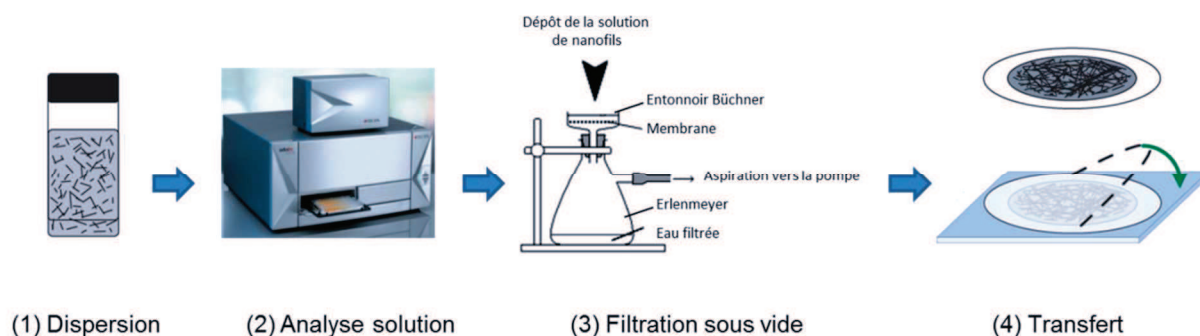 Dépôt de la solution
de nanofils
Entonnoir Büchner
Membrane
Aspiration vers la pompe
Erlenmeyer
Eau filtrée
(1) Dispersion
(2) Analyse solution
(3) Filtration sous vide
(4) Transfert